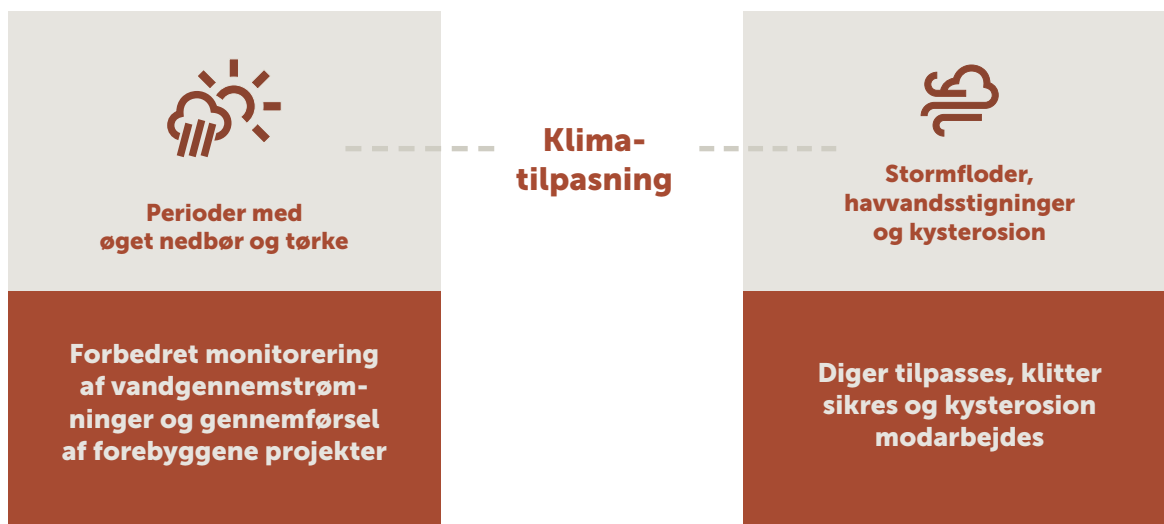 Perioder med
øget nedbør og tørke
Forbedret monitorering
af vandgennemstrøm-
ninger og gennemførsel
af forebyggene projekter
Klima-
tilpasning
Stormfloder,
havvandsstigninger
og kysterosion
Diger tilpasses, klitter
sikres og kysterosion
modarbejdes